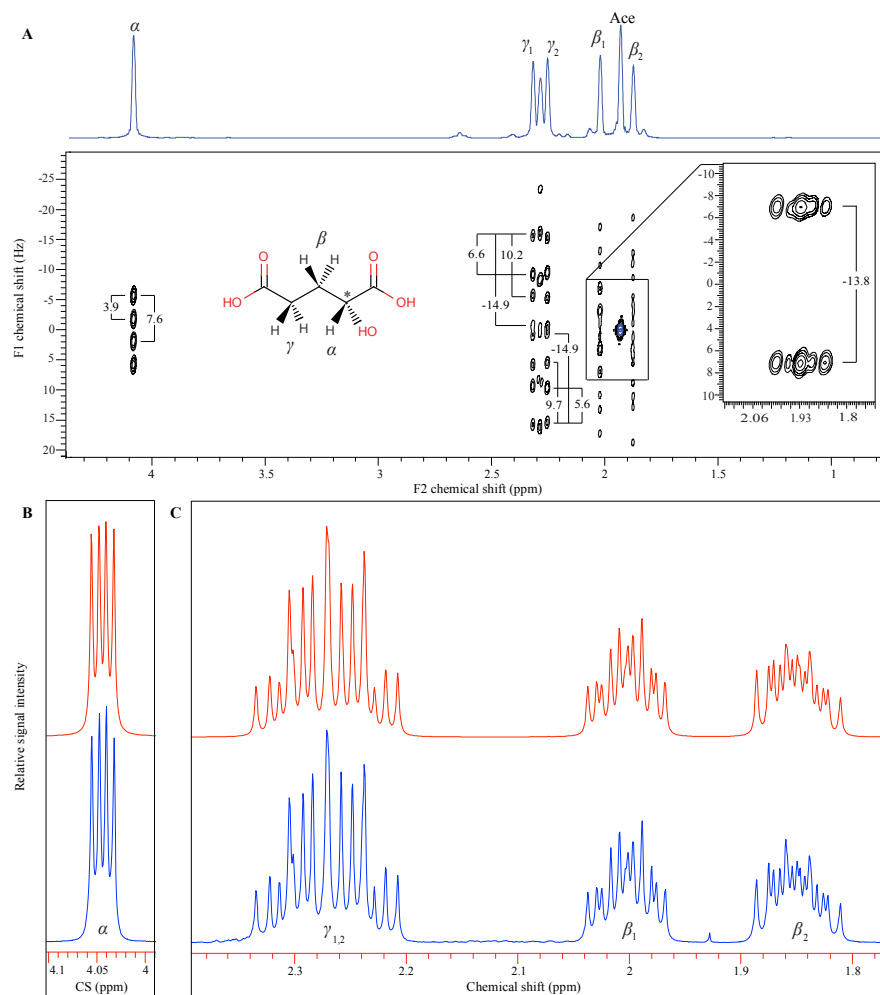 A
α
γ1
γ2
β1
Ace
β2
F1 chemical shift (Hz)
-25
-20
-15
-10
-5
0
5
10
15
20
3.9
7.6
O
HO
H
H
β
O
OH
*
H
H
γ
H
α
HO
6.6
10.2
-14.9
-14.9
9.7
5.6
-10
-8
-6
-4
-2
0
2
4
6
8
10
-13.8
2.06
1.93
1.8
4
3.5
3
2.5
2
1.5
1
F2 chemical shift (ppm)
B
C
Relative signal intensity
α
γ1,2
β1
β2
4.1
4.05
4
CS (ppm)
2.3
2.2
2.1
2
1.9
1.8
Chemical shift (ppm)